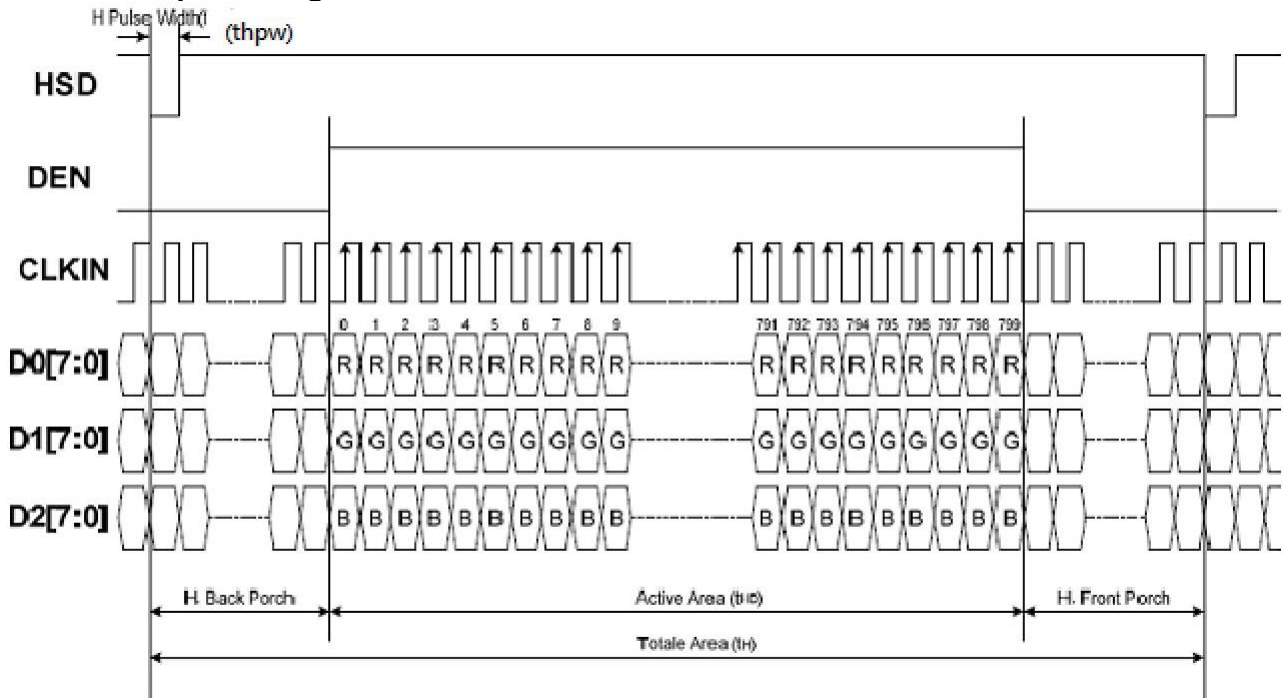 H Pulse Width(
(thpw)
HSD
DEN
CLKIN
0 1 2 3 4 5 6 7 8 9 791 792 793 794 795 796 797 798 799
D0[7:0] R R R R R R R R R R R R R R R R R R R
D1[7:0] G G G G G G G G G G G G G G G G G G G
D2[7:0] B B B B B B B B B B B B B B B B B B B
H. Back Porch Active Area (tHD) H. Front Porch
Totale Area (tH)